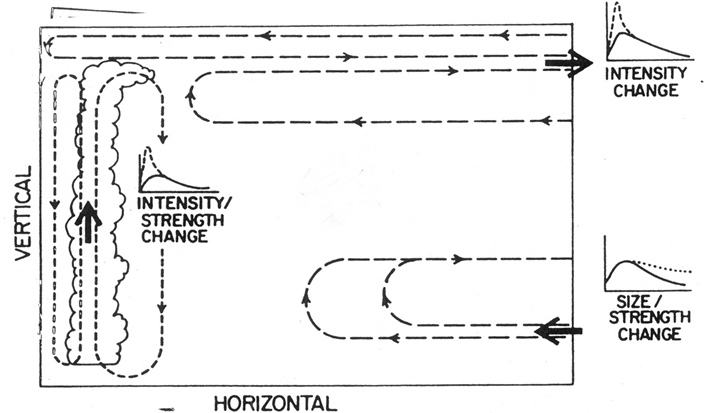 INTENSITY
CHANGE
INTENSITY/
STRENGTH
CHANGE
VERTICAL
SIZE/
STRENGTH
CHANGE
HORIZONTAL